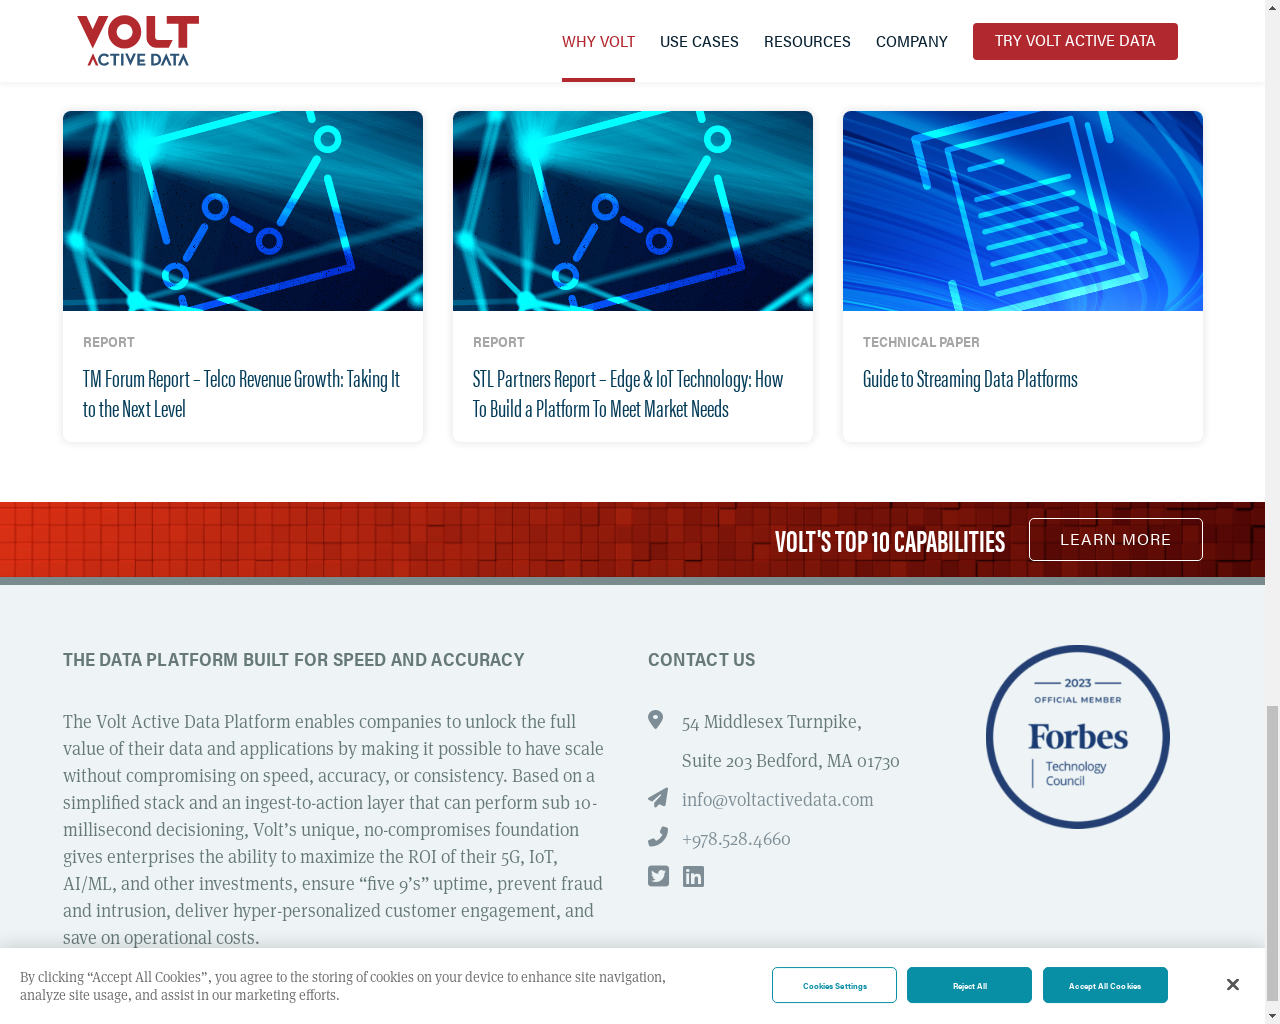 VOLT
ACTIVE DATA
WHY VOLT
USE CASES
RESOURCES
COMPANY
TRY VOLT ACTIVE DATA
REPORT
TM Forum Report – Telco Revenue Growth: Taking It
to the Next Level
REPORT
STL Partners Report – Edge & IoT Technology: How
To Build a Platform To Meet Market Needs
TECHNICAL PAPER
Guide to Streaming Data Platforms
VOLT'S TOP 10 CAPABILITIES
LEARN MORE
THE DATA PLATFORM BUILT FOR SPEED AND ACCURACY
The Volt Active Data Platform enables companies to unlock the full
value of their data and applications by making it possible to have scale
without compromising on speed, accuracy, or consistency. Based on a
simplified stack and an ingest-to-action layer that can perform sub 10-
millisecond decisioning, Volt’s unique, no-compromises foundation
gives enterprises the ability to maximize the ROI of their 5G, IoT,
AI/ML, and other investments, ensure “five 9’s” uptime, prevent fraud
and intrusion, deliver hyper-personalized customer engagement, and
save on operational costs.
CONTACT US
54 Middlesex Turnpike,
Suite 203 Bedford, MA 01730
info@voltactivedata.com
+978.528.4660
2023
OFFICIAL MEMBER
Forbes
Technology
Council
By clicking “Accept All Cookies”, you agree to the storing of cookies on your device to enhance site navigation,
analyze site usage, and assist in our marketing efforts.
Cookies Settings
Reject All
Accept All Cookies